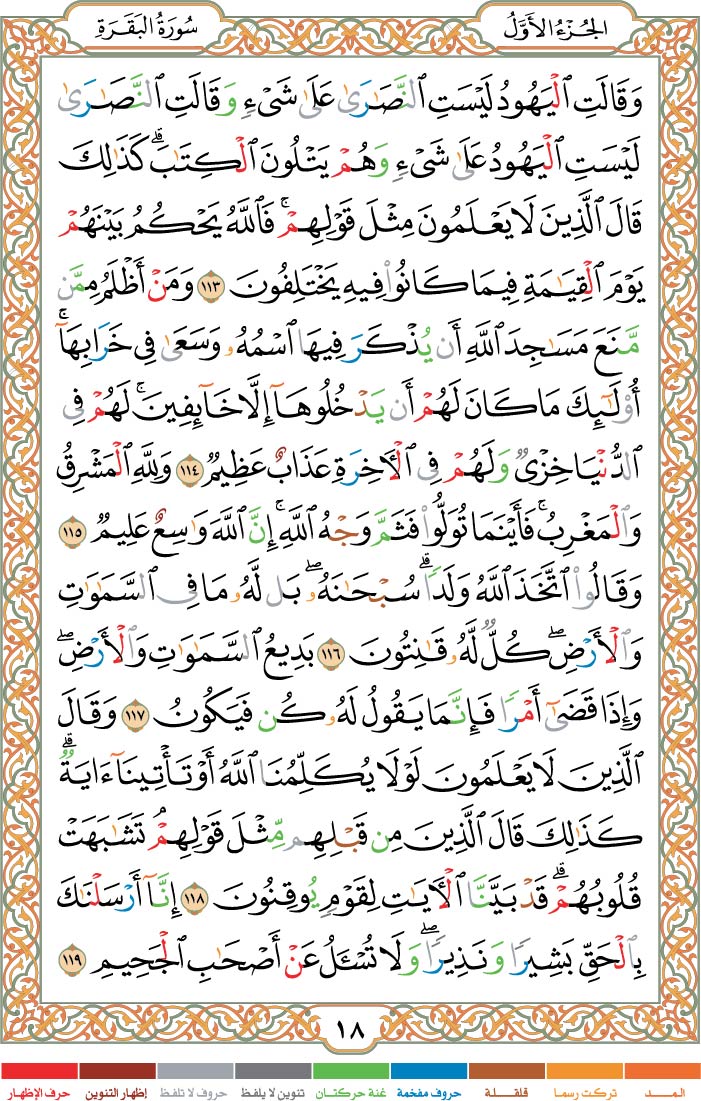 الجُزْءُ الأَوَّلُ
سُورَةُ البَقَرَةِ
وَقَالَتِ ٱلْيَهُودُ لَيْسَتِ ٱلنَّصَٰرَىٰ عَلَىٰ شَىْءٍۢ وَقَالَتِ ٱلنَّصَٰرَىٰ
لَيْسَتِ ٱلْيَهُودُ عَلَىٰ شَىْءٍۢ وَهُمْ يَتْلُونَ ٱلْكِتَٰبَ ۗ كَذَٰلِكَ
قَالَ ٱلَّذِينَ لَا يَعْلَمُونَ مِثْلَ قَوْلِهِمْ ۚ فَٱللَّهُ يَحْكُمُ بَيْنَهُمْ
يَوْمَ ٱلْقِيَٰمَةِ فِيمَا كَانُوا۟ فِيهِ يَخْتَلِفُونَ ١١٣ وَمَنْ أَظْلَمُ مِمَّن
مَّنَعَ مَسَٰجِدَ ٱللَّهِ أَن يُذْكَرَ فِيهَا ٱسْمُهُۥ وَسَعَىٰ فِى خَرَابِهَآ ۚ
أُو۟لَٰٓئِكَ مَا كَانَ لَهُمْ أَن يَدْخُلُوهَآ إِلَّا خَآئِفِينَ ۚ لَهُمْ فِى
ٱلدُّنْيَا خِزْىٌۭ وَلَهُمْ فِى ٱلْءَاخِرَةِ عَذَابٌ عَظِيمٌۭ ١١٤ وَلِلَّهِ ٱلْمَشْرِقُ
وَٱلْمَغْرِبُ ۚ فَأَيْنَمَا تُوَلُّوا۟ فَثَمَّ وَجْهُ ٱللَّهِ ۚ إِنَّ ٱللَّهَ وَٰسِعٌ عَلِيمٌۭ ١١٥
وَقَالُوا۟ ٱتَّخَذَ ٱللَّهُ وَلَدًۭا ۗ سُبْحَٰنَهُۥ ۖ بَل لَّهُۥ مَا فِى ٱلسَّمَٰوَٰتِ
وَٱلْأَرْضِ ۖ كُلٌّۭ لَّهُۥ قَٰنِتُونَ ١١٦ بَدِيعُ ٱلسَّمَٰوَٰتِ وَٱلْأَرْضِ ۖ
وَإِذَا قَضَىٰٓ أَمْرًۭا فَإِنَّمَا يَقُولُ لَهُۥ كُن فَيَكُونُ ١١٧ وَقَالَ
ٱلَّذِينَ لَا يَعْلَمُونَ لَوْلَا يُكَلِّمُنَا ٱللَّهُ أَوْ تَأْتِينَآ ءَايَةٌۭ ۗ
كَذَٰلِكَ قَالَ ٱلَّذِينَ مِن قَبْلِهِم مِّثْلَ قَوْلِهِمْ ۘ تَشَٰبَهَتْ
قُلُوبُهُمْ ۗ قَدْ بَيَّنَّا ٱلْءَايَٰتِ لِقَوْمٍۢ يُوقِنُونَ ١١٨ إِنَّآ أَرْسَلْنَٰكَ
بِٱلْحَقِّ بَشِيرًۭا وَنَذِيرًۭا ۖ وَلَا تُسْـَٔلُ عَنْ أَصْحَٰبِ ٱلْجَحِيمِ ١١٩
١٨
المــــد تركت رسما قلقـــلة حروف مفخمة غنة حركتان تنوين لا يلفظ حروف لا تلفظ إظهار التنوين حرف الإظهار